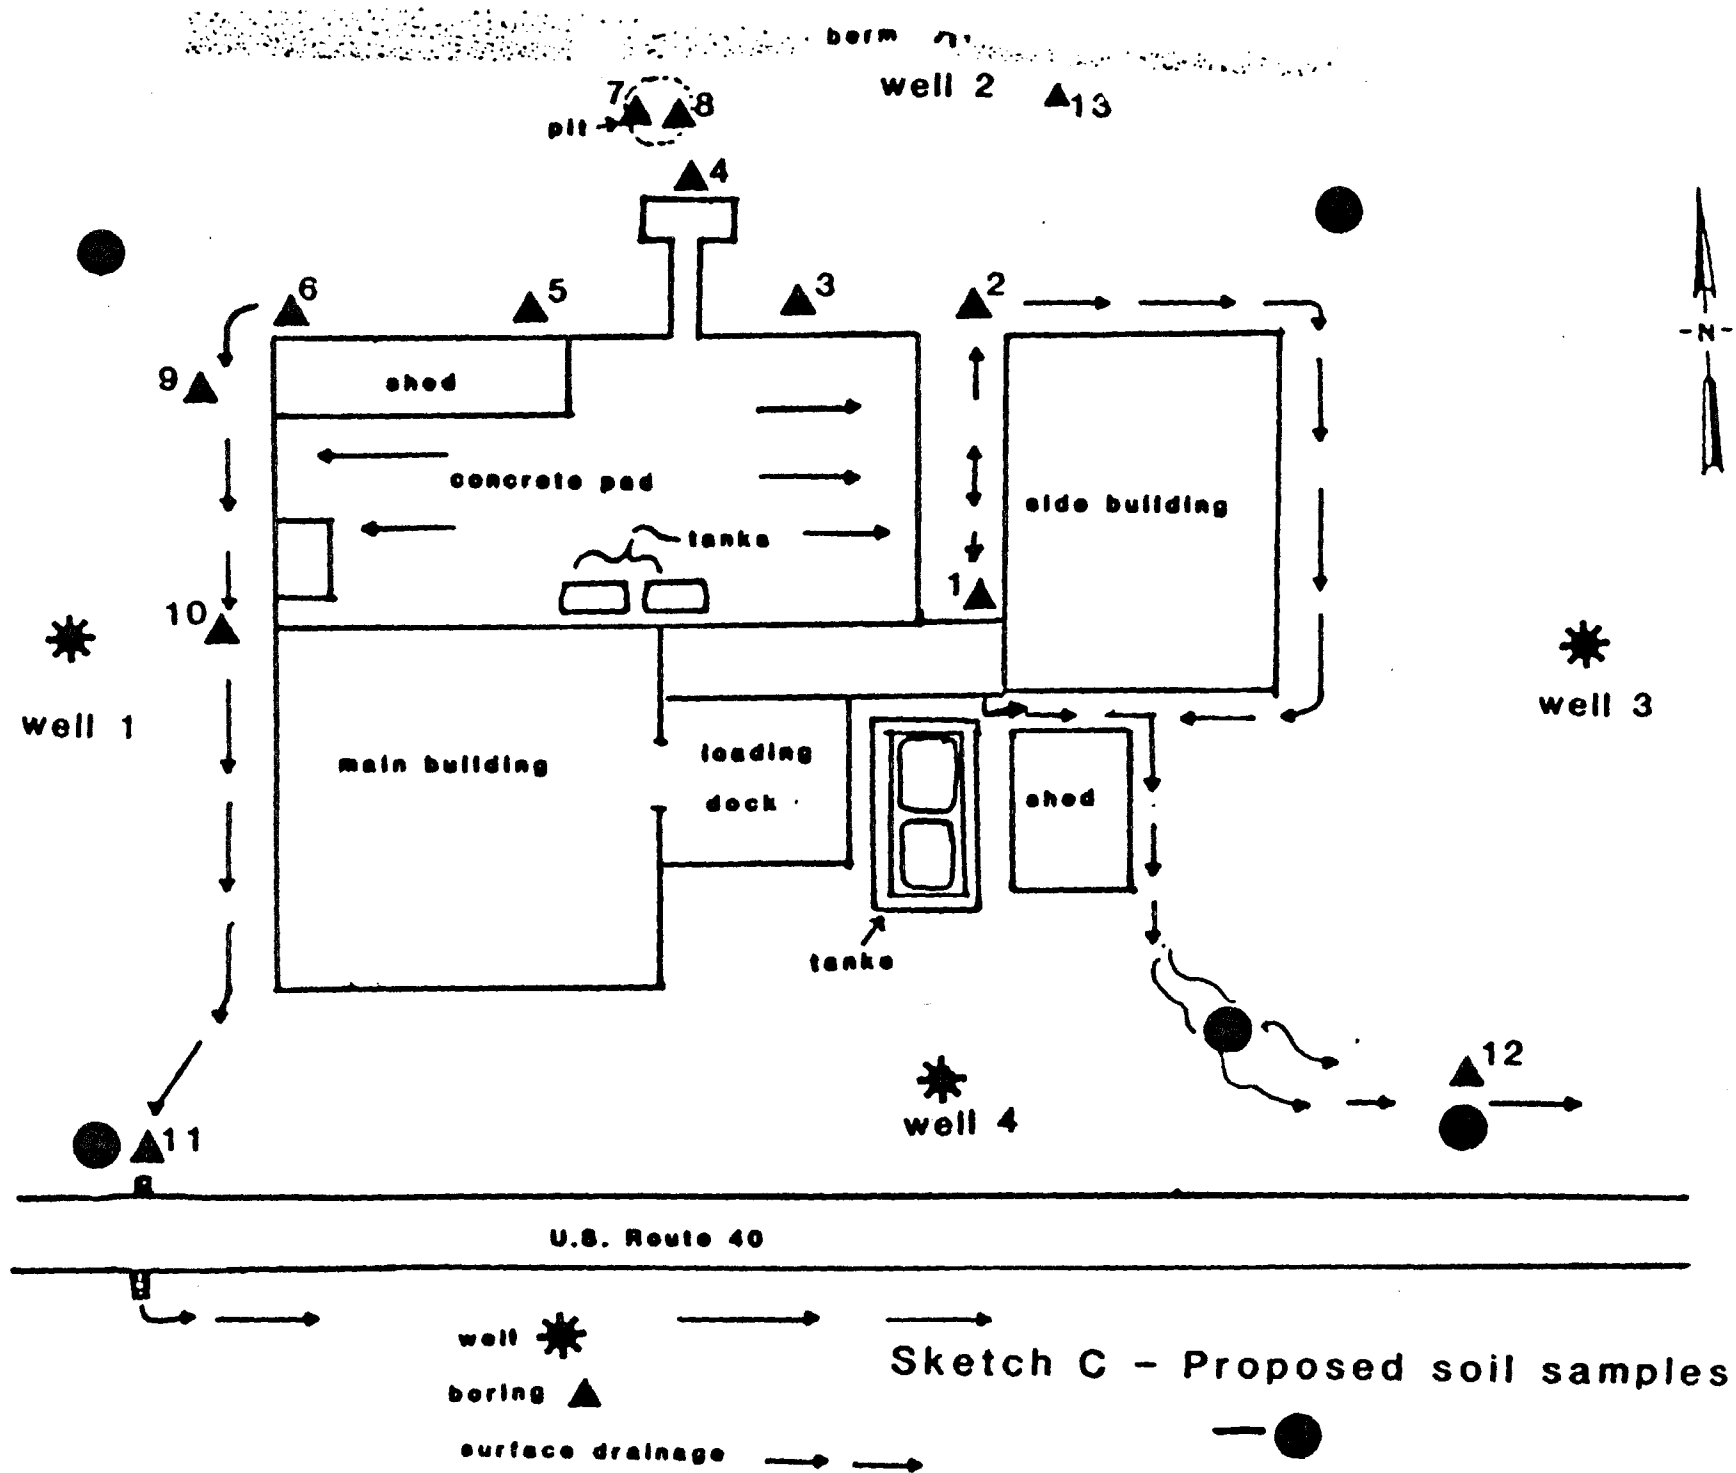 berm
well 2
13
7
8
pit
4
6
5
3
2
9
shed
-N-
concrete pad
side building
tanks
1
10
well 1
well 3
main building
loading
dock
shed
tanks
12
well 4
11
U.S. Route 40
well
Sketch C - Proposed soil samples
boring
surface drainage